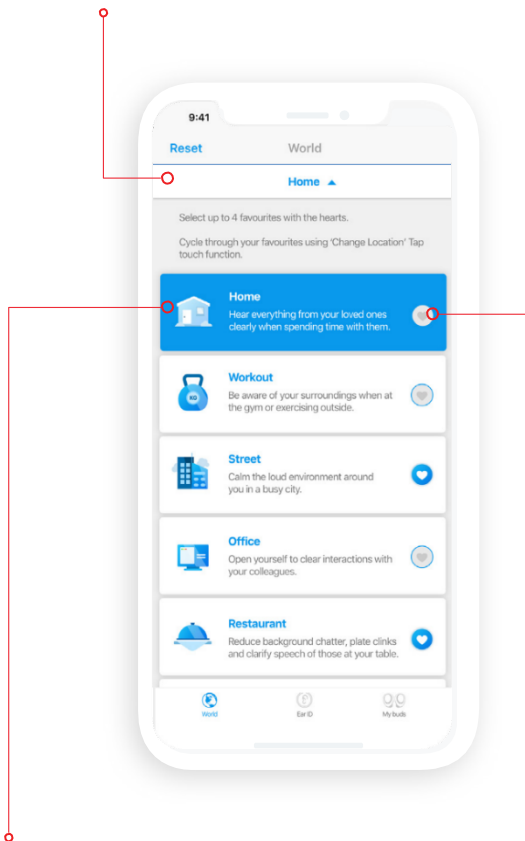 9:41
Reset
World
Home
Select up to 4 favourites with the hearts.
Cycle through your favourites using 'Change Location' Tap
touch function.
Home
Hear everything from your loved ones
clearly when spending time with them.
Workout
Be aware of your surroundings when at
the gym or exercising outside.
KG
Street
Calm the loud environment around
you in a busy city.
Office
Open yourself to clear interactions with
your colleagues.
Restaurant
Reduce background chatter, plate clinks
and clarify speech of those at your table.
World
Ear ID
My buds